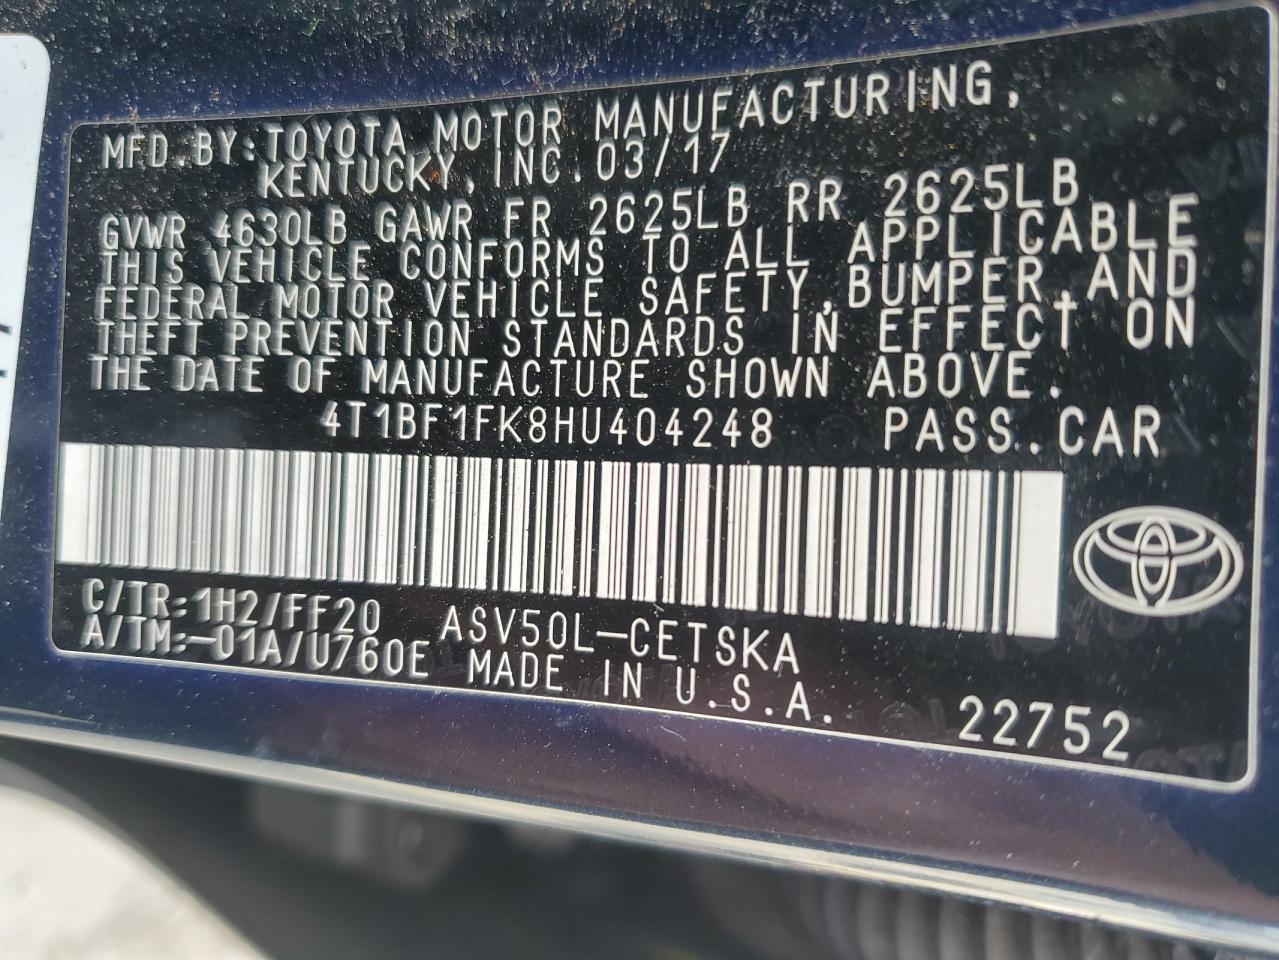 MFD. BY: TOYOTA MOTOR MANUFACTURING,
KENTUCKY, INC. 03/17
GVWR 4630LB GAWR FR 2625LB RR 2625LB
THIS VEHICLE CONFORMS TO ALL APPLICABLE
FEDERAL MOTOR VEHICLE SAFETY, BUMPER, AND
THEFT PREVENTION STANDARDS IN EFFECT ON
THE DATE OF MANUFACTURE SHOWN ABOVE.
4T1BF1FK8HU404248 PASS. CAR
C/TR: 1H2/FF20 ASV50L-CETSKA
A/TM: -01A/U760E MADE IN U.S.A.
22752